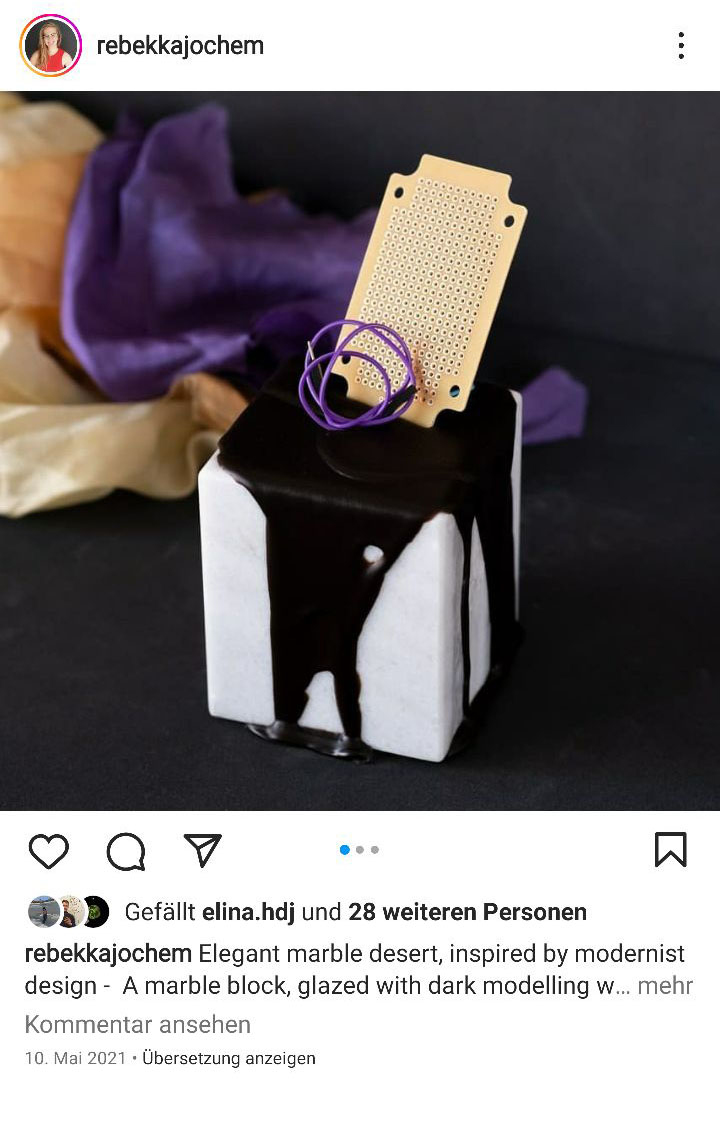 rebekkajochem
Gefällt elina.hdj und 28 weiteren Personen
rebekkajochem Elegant marble desert, inspired by modernist
design - A marble block, glazed with dark modelling w... mehr
Kommentar ansehen
10. Mai 2021 • Übersetzung anzeigen